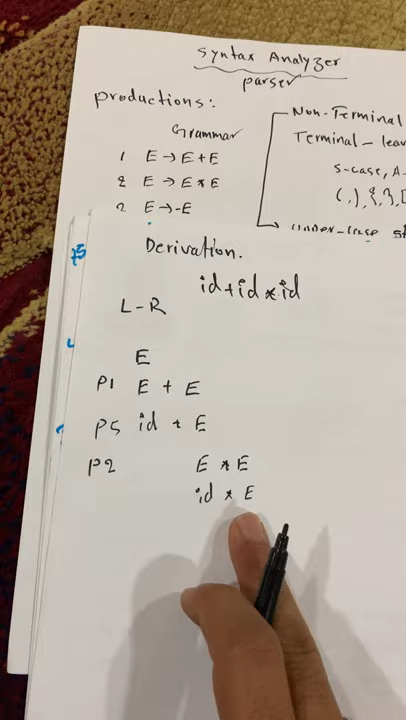 Syntax Analyzer
parser
productions:
Grammar
1 E → E + E
2 E → E * E
E → -E
Non-Terminal
Terminal - leav
s-case, A-
(,),{,},[
Derivation.
id + id * id
L-R
E
P1 E + E
P5 id + E
P2 E * E
id * E